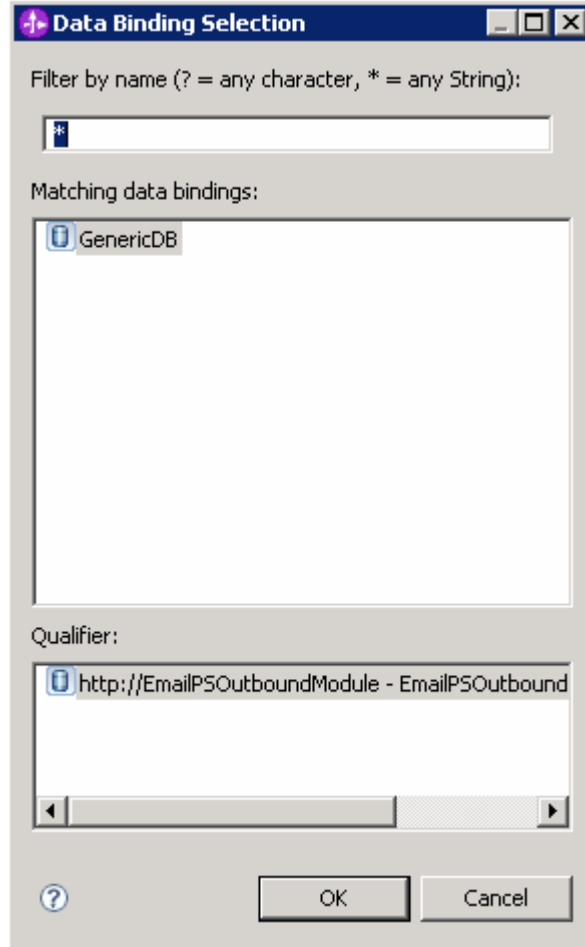 Data Binding Selection
Filter by name (? = any character, * = any String):
*
Matching data bindings:
GenericDB
Qualifier:
http://EmailPSOutboundModule - EmailPSOutbound
?
OK Cancel